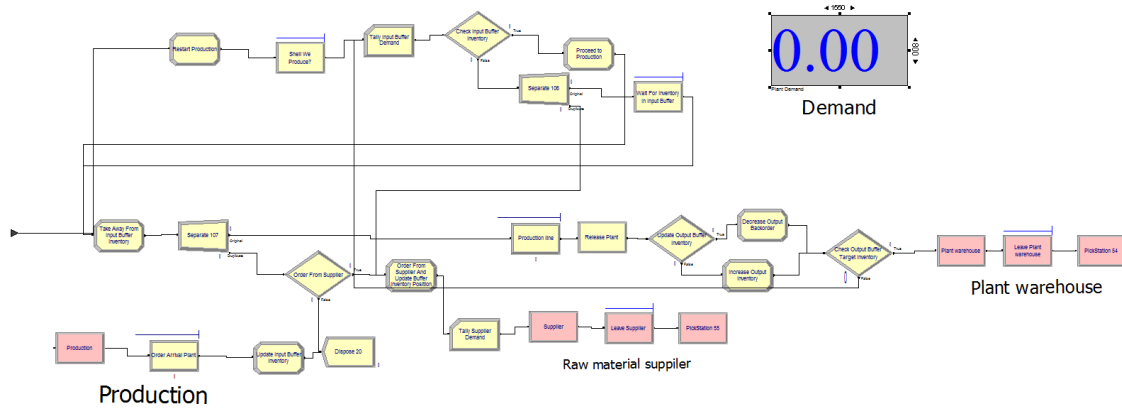 1550
800
0.00
Plant Demand
Demand
Restart Production
Shell We
Produce?
Tally Input Buffer
Demand
Check Input Buffer
Inventory
True
False
Proceed to
Production
Separate 106
Original
Duplicate
Wait For Inventory
In Input Buffer
Take Away From
Input Buffer
Inventory
Separate 107
Original
Duplicate
Production line
Release Plant
Update Output Buffer
Inventory
True
False
Decrease Output
Backorder
Increase Output
Inventory
Check Output Buffer
Target Inventory
True
False
0
Plant warehouse
Leave Plant
warehouse
PickStation 54
Plant warehouse
Order From Supplier
True
False
Order From
Supplier And
Update Buffer
Inventory Position
Tally Supplier
Demand
Supplier
Leave Supplier
PickStation 55
Raw material suppiler
Production
Order Arrival Plant
Update Input Buffer
Inventory
Dispose 20
Production